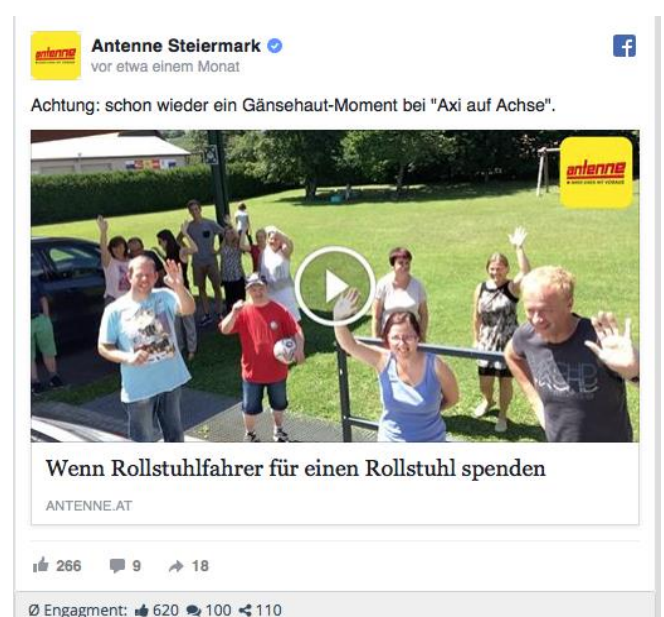 Antenne Steiermark
vor etwa einem Monat
Achtung: schon wieder ein Gänsehaut-Moment bei "Axi auf Achse".
antenne
Wenn Rollstuhlfahrer für einen Rollstuhl spenden
ANTENNE.AT
266 9 18
Ø Engagment: 620 100 110